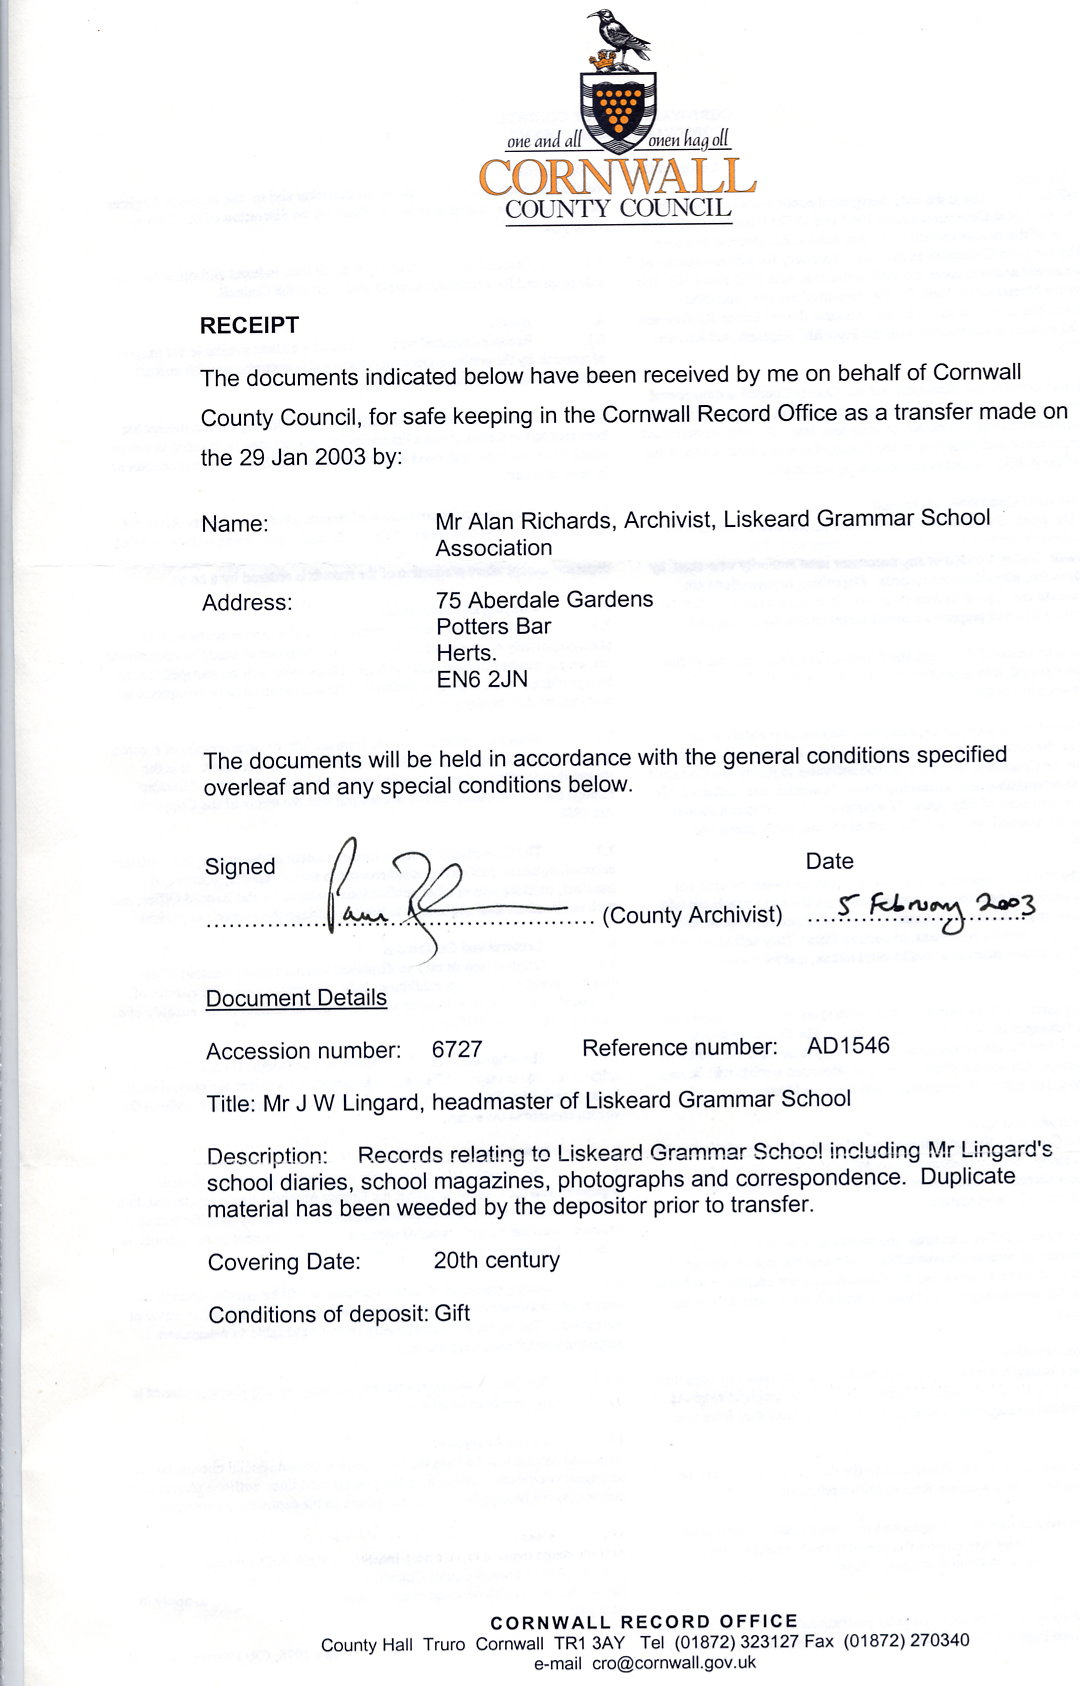 one and all onen hag oll
CORNWALL
COUNTY COUNCIL
RECEIPT
The documents indicated below have been received by me on behalf of Cornwall
County Council, for safe keeping in the Cornwall Record Office as a transfer made on
the 29 Jan 2003 by:
Name: Mr Alan Richards, Archivist, Liskeard Grammar School
Association
Address: 75 Aberdale Gardens
Potters Bar
Herts.
EN6 2JN
The documents will be held in accordance with the general conditions specified
overleaf and any special conditions below.
Signed Date
(County Archivist) 5 February 2003
Document Details
Accession number: 6727 Reference number: AD1546
Title: Mr J W Lingard, headmaster of Liskeard Grammar School
Description: Records relating to Liskeard Grammar School including Mr Lingard's
school diaries, school magazines, photographs and correspondence. Duplicate
material has been weeded by the depositor prior to transfer.
Covering Date: 20th century
Conditions of deposit: Gift
CORNWALL RECORD OFFICE
County Hall Truro Cornwall TR1 3AY Tel (01872) 323127 Fax (01872) 270340
e-mail cro@cornwall.gov.uk